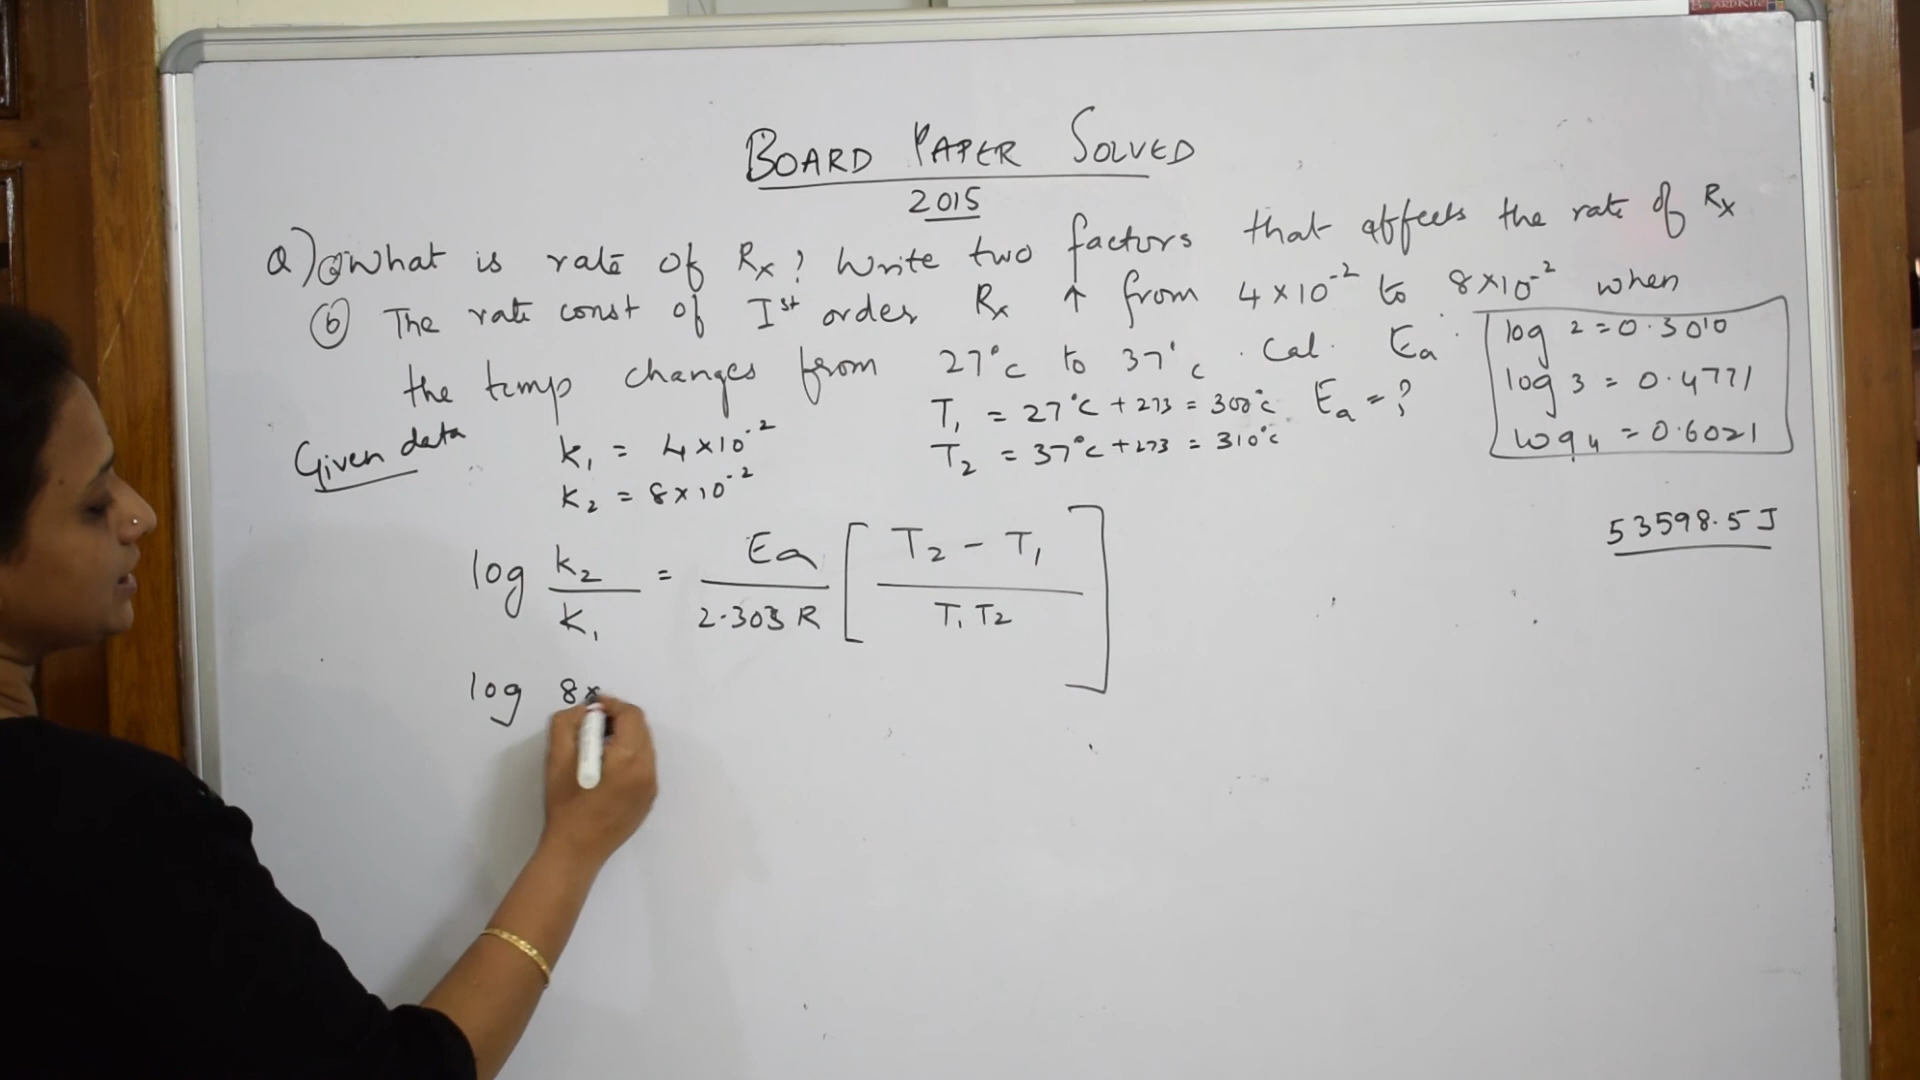 BOARD PAPER SOLVED
2015
Q) ⓐ What is rate of Rx? Write two factors that affects the rate of Rx
ⓑ The rate const of Ist order Rx ↑ from 4×10⁻² to 8×10⁻² when
the temp changes from 27°C to 37°C. Cal. Ea.
log 2 = 0.3010
log 3 = 0.4771
log 4 = 0.6021
Given data
k₁ = 4×10⁻²
k₂ = 8×10⁻²
T₁ = 27°C + 273 = 300°C Ea = ?
T₂ = 37°C + 273 = 310°C
53598.5 J
log k₂/k₁ = Ea/2.303 R [T₂ - T₁/T₁T₂]
log 8×